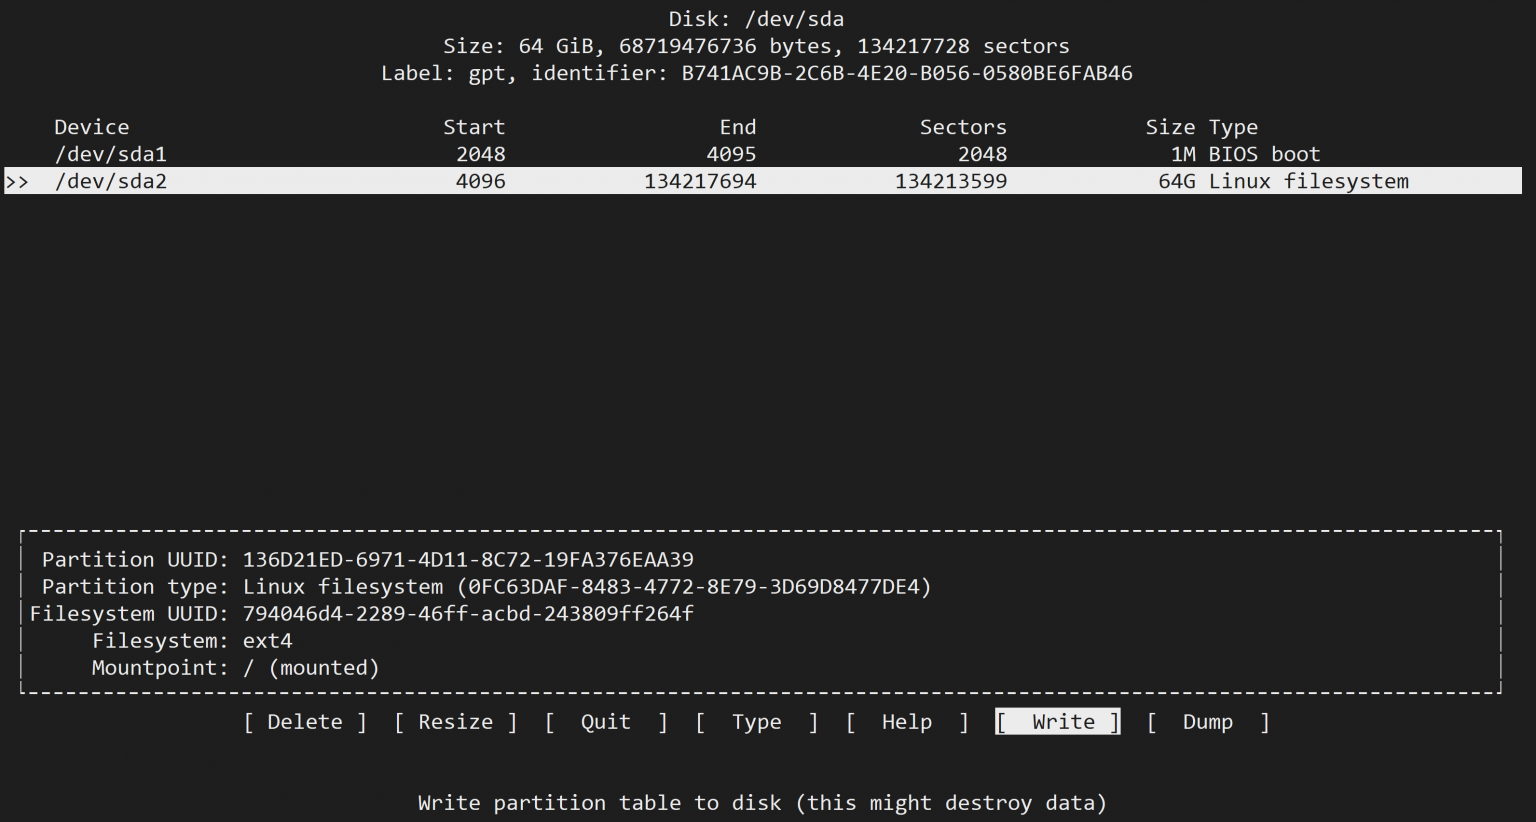 Disk: /dev/sda
Size: 64 GiB, 68719476736 bytes, 134217728 sectors
Label: gpt, identifier: B741AC9B-2C6B-4E20-B056-0580BE6FAB46
Device Start End Sectors Size Type
/dev/sda1 2048 4095 2048 1M BIOS boot
>> /dev/sda2 4096 134217694 134213599 64G Linux filesystem
Partition UUID: 136D21ED-6971-4D11-8C72-19FA376EAA39
Partition type: Linux filesystem (0FC63DAF-8483-4772-8E79-3D69D8477DE4)
Filesystem UUID: 794046d4-2289-46ff-acbd-243809ff264f
Filesystem: ext4
Mountpoint: / (mounted)
[ Delete ] [ Resize ] [ Quit ] [ Type ] [ Help ] [ Write ] [ Dump ]
Write partition table to disk (this might destroy data)